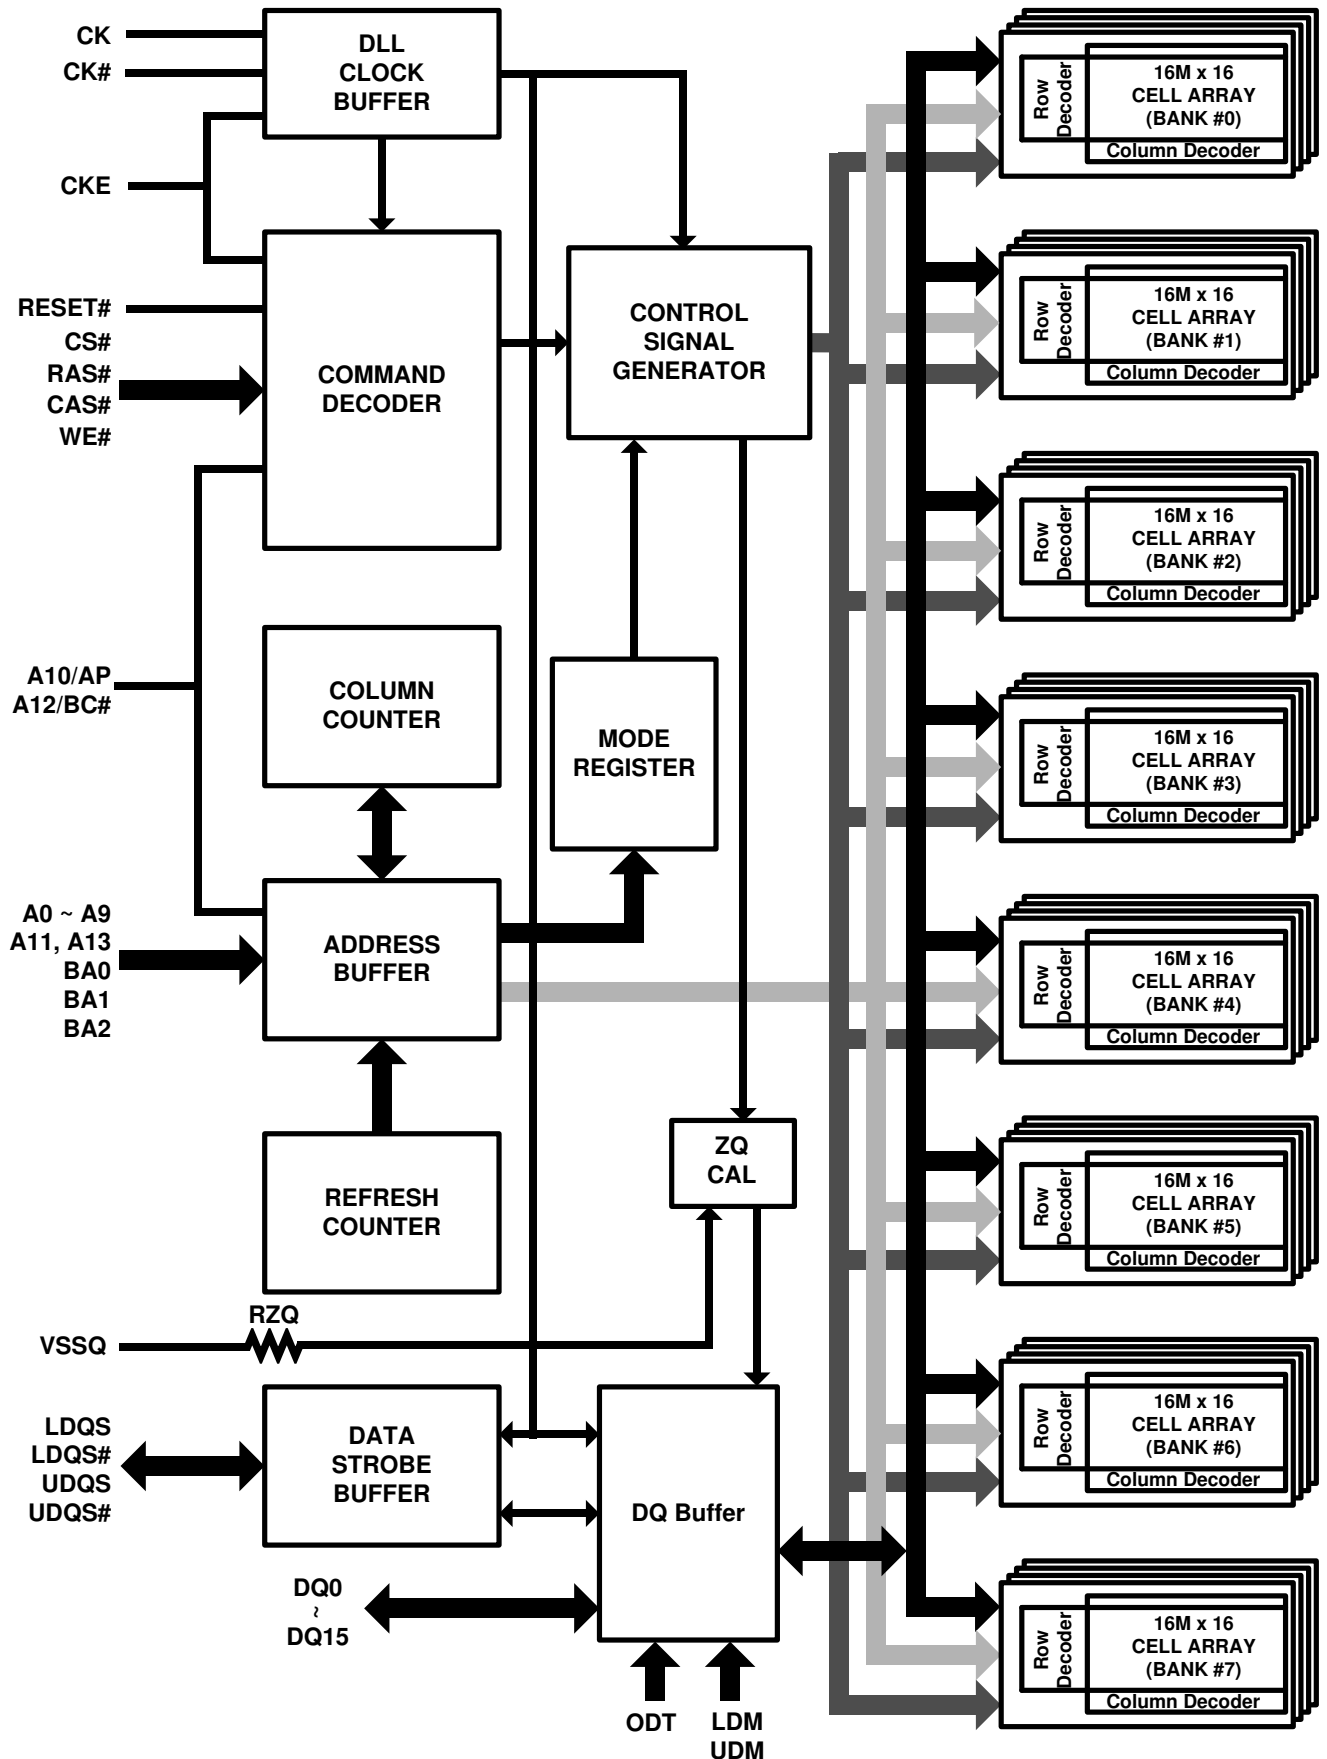 CK
CK#
CKE
RESET#
CS#
RAS#
CAS#
WE#
A10/AP
A12/BC#
A0 ~ A9
A11, A13
BA0
BA1
BA2
VSSQ
RZQ
LDQS
LDQS#
UDQS
UDQS#
DQ0
~
DQ15
DLL
CLOCK
BUFFER
COMMAND
DECODER
COLUMN
COUNTER
ADDRESS
BUFFER
REFRESH
COUNTER
DATA
STROBE
BUFFER
CONTROL
SIGNAL
GENERATOR
MODE
REGISTER
ZQ
CAL
DQ Buffer
ODT
LDM
UDM
Row
Decoder
16M x 16
CELL ARRAY
(BANK #0)
Column Decoder
Row
Decoder
16M x 16
CELL ARRAY
(BANK #1)
Column Decoder
Row
Decoder
16M x 16
CELL ARRAY
(BANK #2)
Column Decoder
Row
Decoder
16M x 16
CELL ARRAY
(BANK #3)
Column Decoder
Row
Decoder
16M x 16
CELL ARRAY
(BANK #4)
Column Decoder
Row
Decoder
16M x 16
CELL ARRAY
(BANK #5)
Column Decoder
Row
Decoder
16M x 16
CELL ARRAY
(BANK #6)
Column Decoder
Row
Decoder
16M x 16
CELL ARRAY
(BANK #7)
Column Decoder